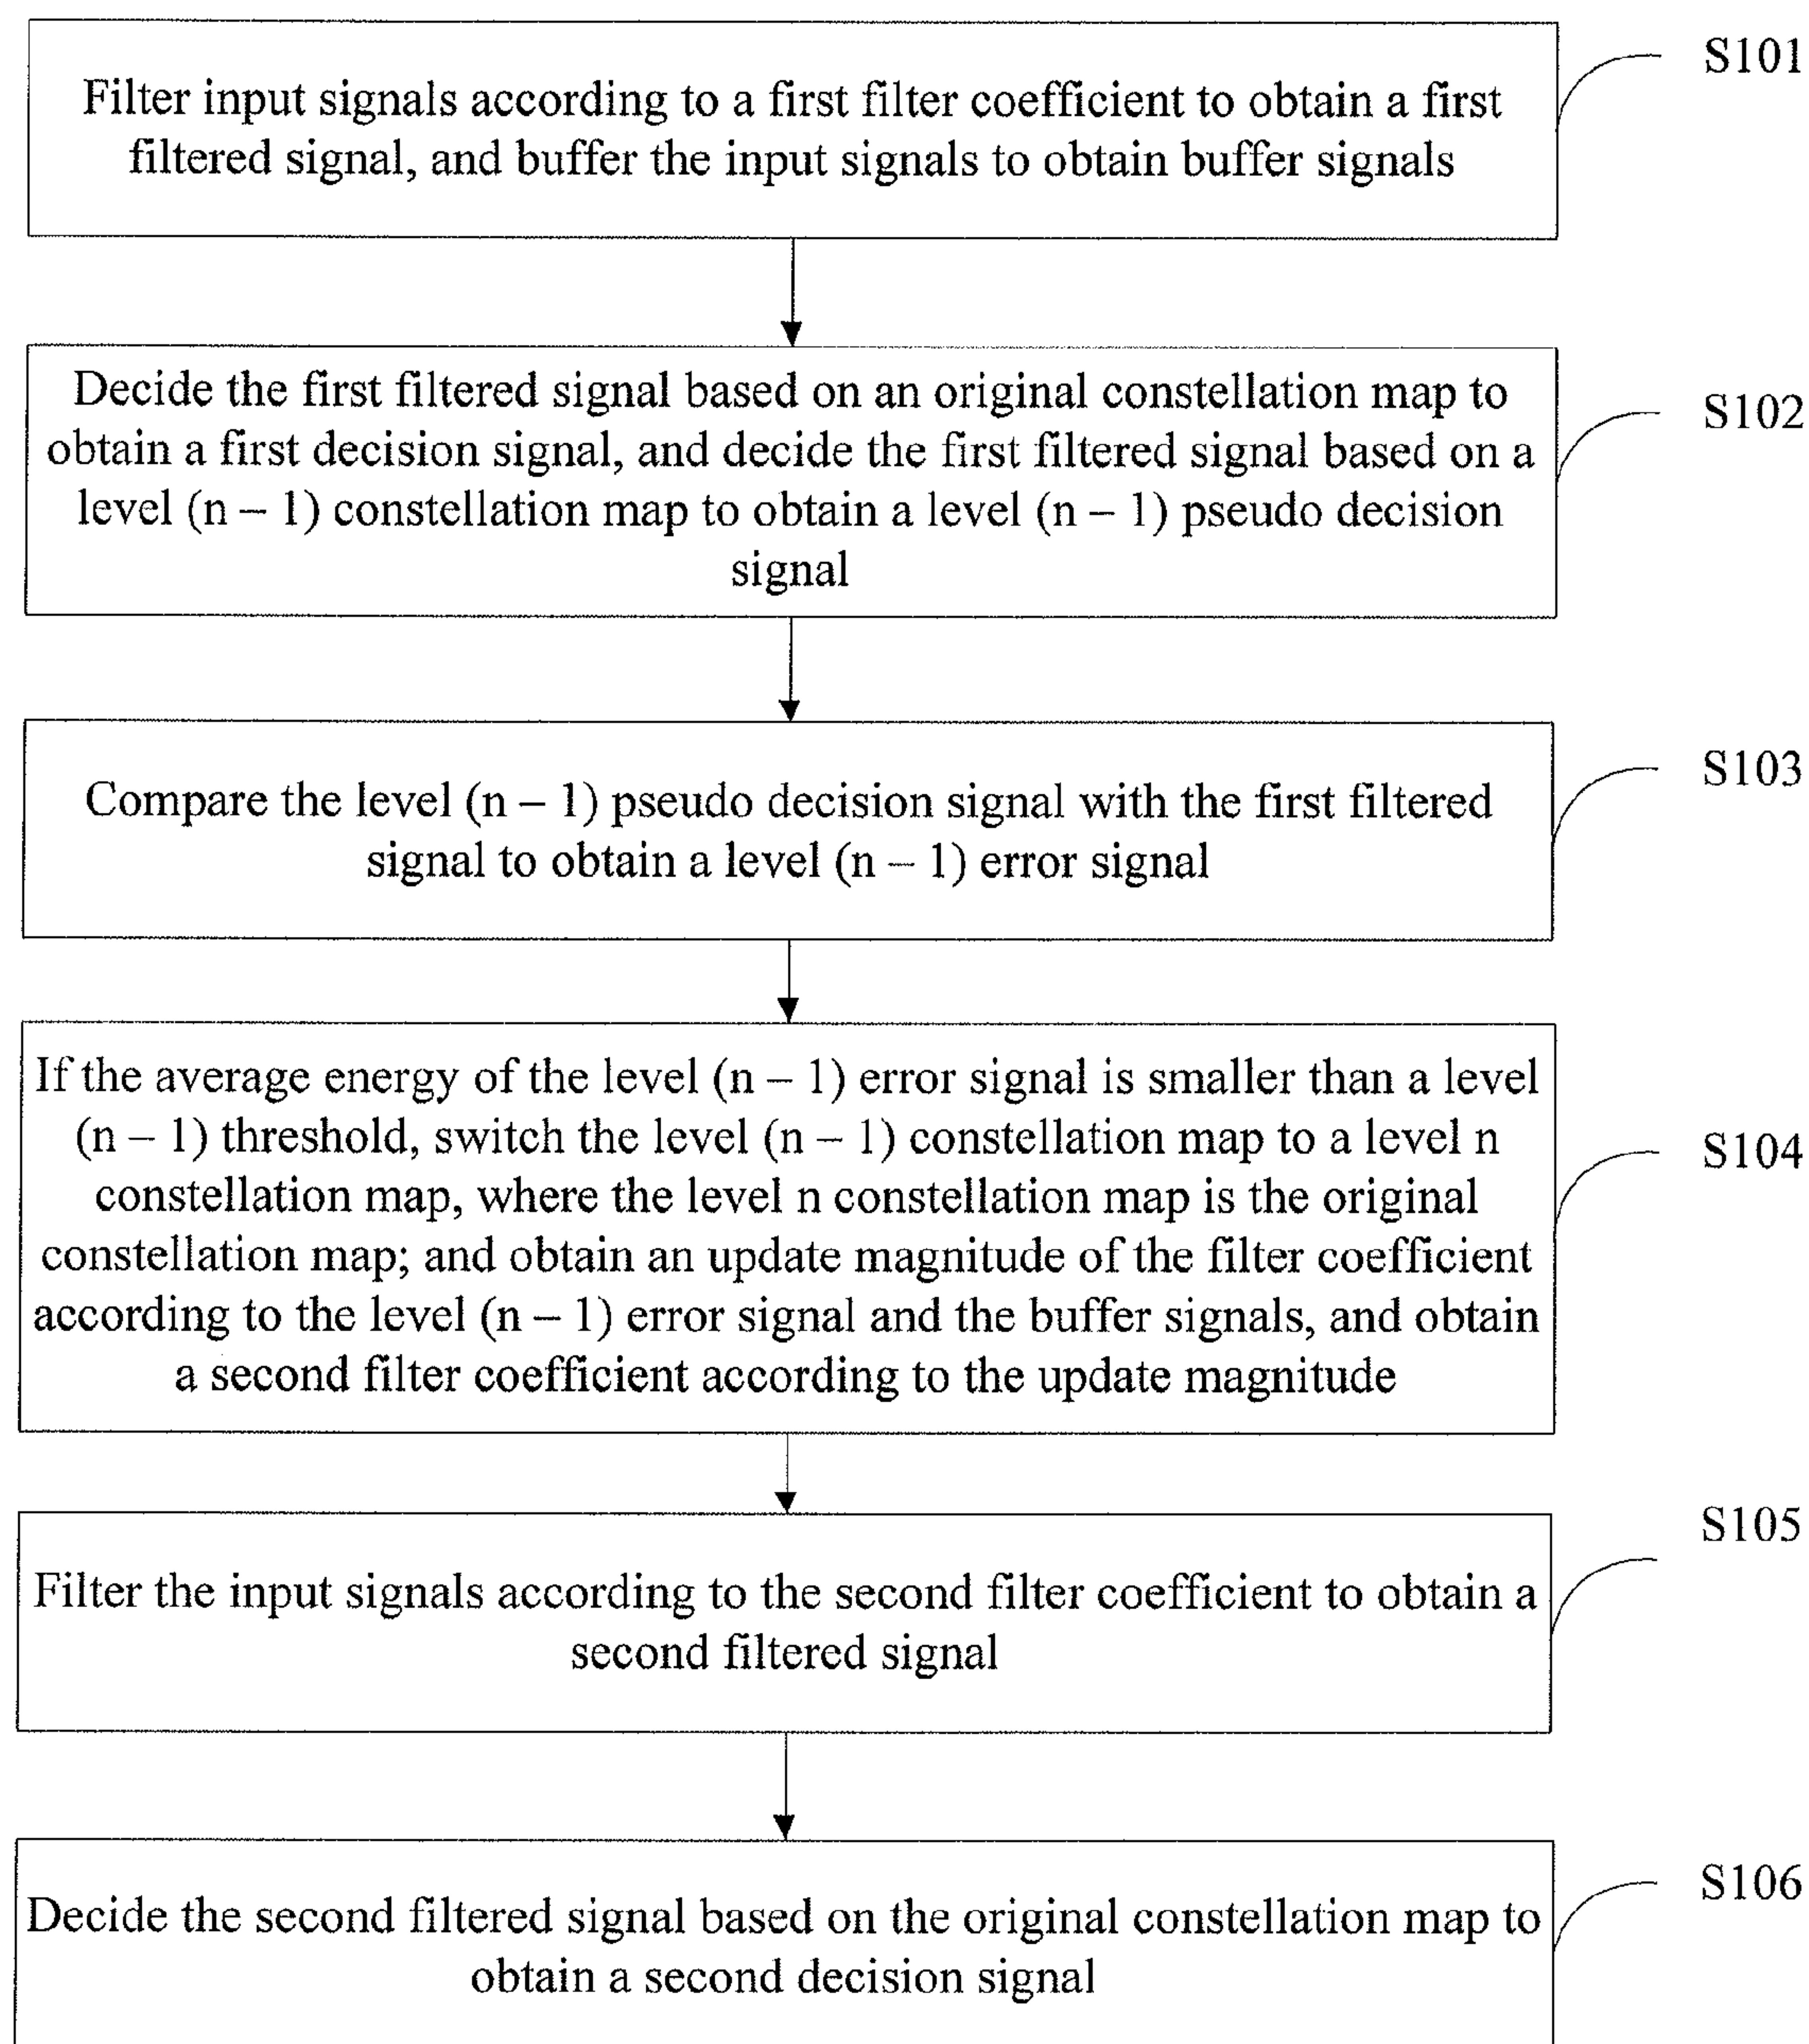 Filter input signals according to a first filter coefficient to obtain a first
filtered signal, and buffer the input signals to obtain buffer signals
S101
Decide the first filtered signal based on an original constellation map to
obtain a first decision signal, and decide the first filtered signal based on a
level (n – 1) constellation map to obtain a level (n – 1) pseudo decision
signal
S102
Compare the level (n – 1) pseudo decision signal with the first filtered
signal to obtain a level (n – 1) error signal
S103
If the average energy of the level (n – 1) error signal is smaller than a level
(n – 1) threshold, switch the level (n – 1) constellation map to a level n
constellation map, where the level n constellation map is the original
constellation map; and obtain an update magnitude of the filter coefficient
according to the level (n – 1) error signal and the buffer signals, and obtain
a second filter coefficient according to the update magnitude
S104
Filter the input signals according to the second filter coefficient to obtain a
second filtered signal
S105
Decide the second filtered signal based on the original constellation map to
obtain a second decision signal
S106